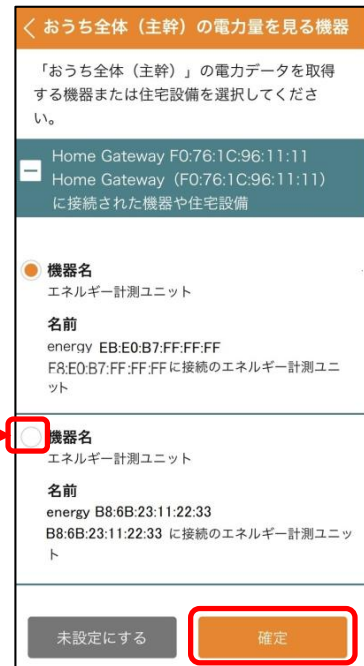 < おうち全体（主幹）の電力量を見る機器
「おうち全体（主幹）」の電力データを取得
する機器または住宅設備を選択してくださ
い。
Home Gateway F0:76:1C:96:11:11
Home Gateway（F0:76:1C:96:11:11）
に接続された機器や住宅設備
機器名
エネルギー計測ユニット
名前
energy EB:E0:B7:FF:FF:FF
F8:E0:B7:FF:FF:FFに接続のエネルギー計測ユニ
ット
機器名
エネルギー計測ユニット
名前
energy B8:6B:23:11:22:33
B8:6B:23:11:22:33 に接続のエネルギー計測ユニッ
ト
未設定にする
確定